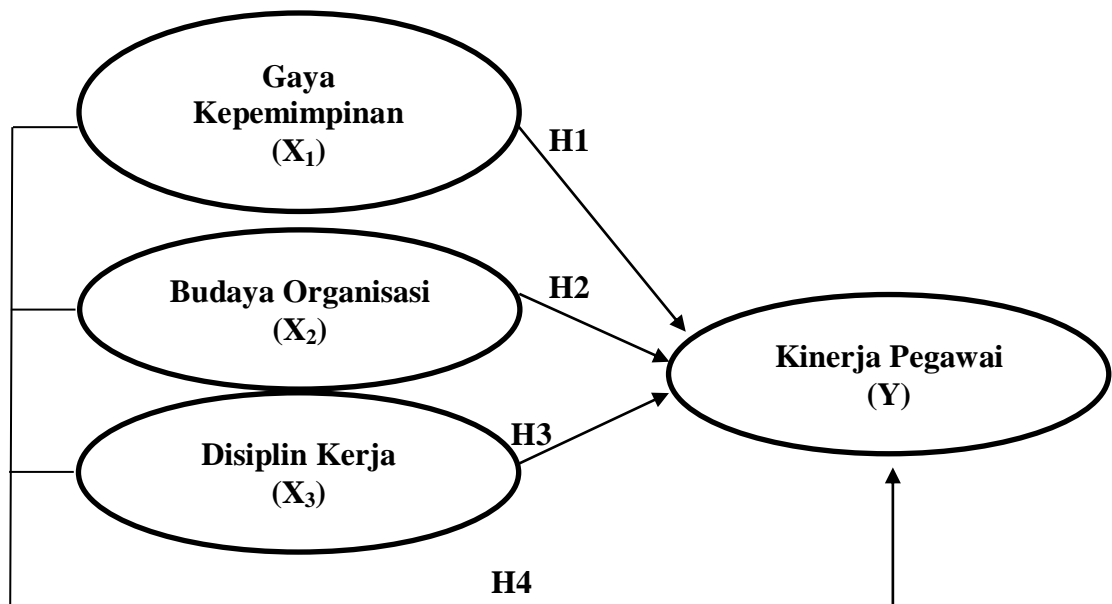 Gaya
Kepemimpinan
(X₁)
H1
Budaya Organisasi
(X₂)
H2
Kinerja Pegawai
(Y)
Disiplin Kerja
(X₃)
H3
H4